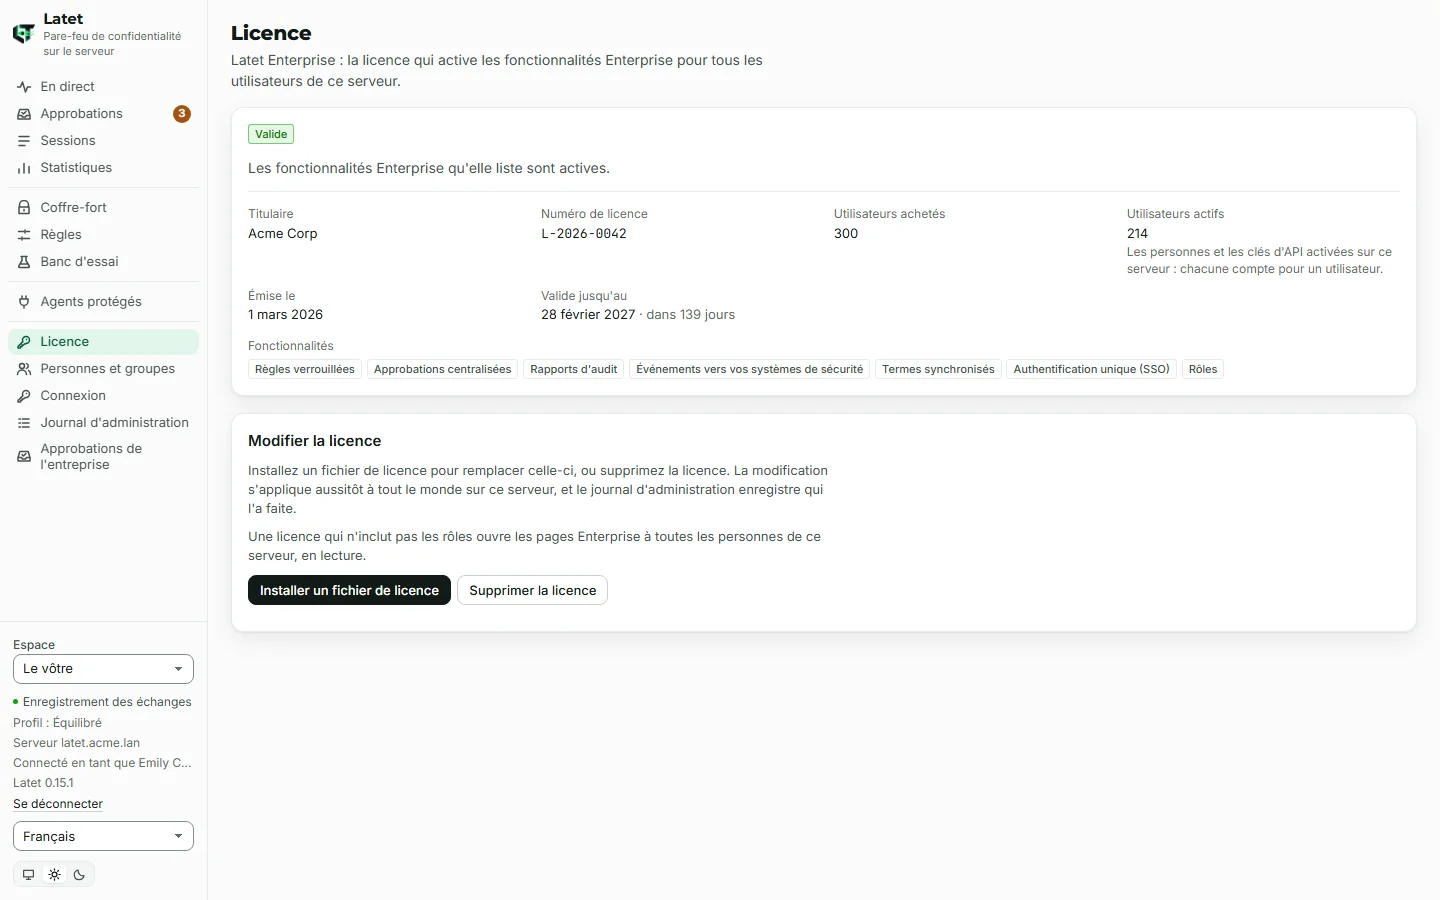 Latet
Pare-feu de confidentialité
sur le serveur
En direct
Approbations
3
Sessions
Statistiques
Coffre-fort
Règles
Banc d'essai
Agents protégés
Licence
Personnes et groupes
Connexion
Journal d'administration
Approbations de
l'entreprise
Espace
Le vôtre
Enregistrement des échanges
Profil : Équilibré
Serveur latet.acme.lan
Connecté en tant que Emily C...
Latet 0.15.1
Se déconnecter
Français
Licence
Latet Enterprise : la licence qui active les fonctionnalités Enterprise pour tous les
utilisateurs de ce serveur.
Valide
Les fonctionnalités Enterprise qu'elle liste sont actives.
Titulaire
Acme Corp
Numéro de licence
L-2026-0042
Utilisateurs achetés
300
Utilisateurs actifs
214
Les personnes et les clés d'API activées sur ce
serveur : chacune compte pour un utilisateur.
Émise le
1 mars 2026
Valide jusqu'au
28 février 2027 · dans 139 jours
Fonctionnalités
Règles verrouillées
Approbations centralisées
Rapports d'audit
Événements vers vos systèmes de sécurité
Termes synchronisés
Authentification unique (SSO)
Rôles
Modifier la licence
Installez un fichier de licence pour remplacer celle-ci, ou supprimez la licence. La modification
s'applique aussitôt à tout le monde sur ce serveur, et le journal d'administration enregistre qui
l'a faite.
Une licence qui n'inclut pas les rôles ouvre les pages Enterprise à toutes les personnes de ce
serveur, en lecture.
Installer un fichier de licence
Supprimer la licence